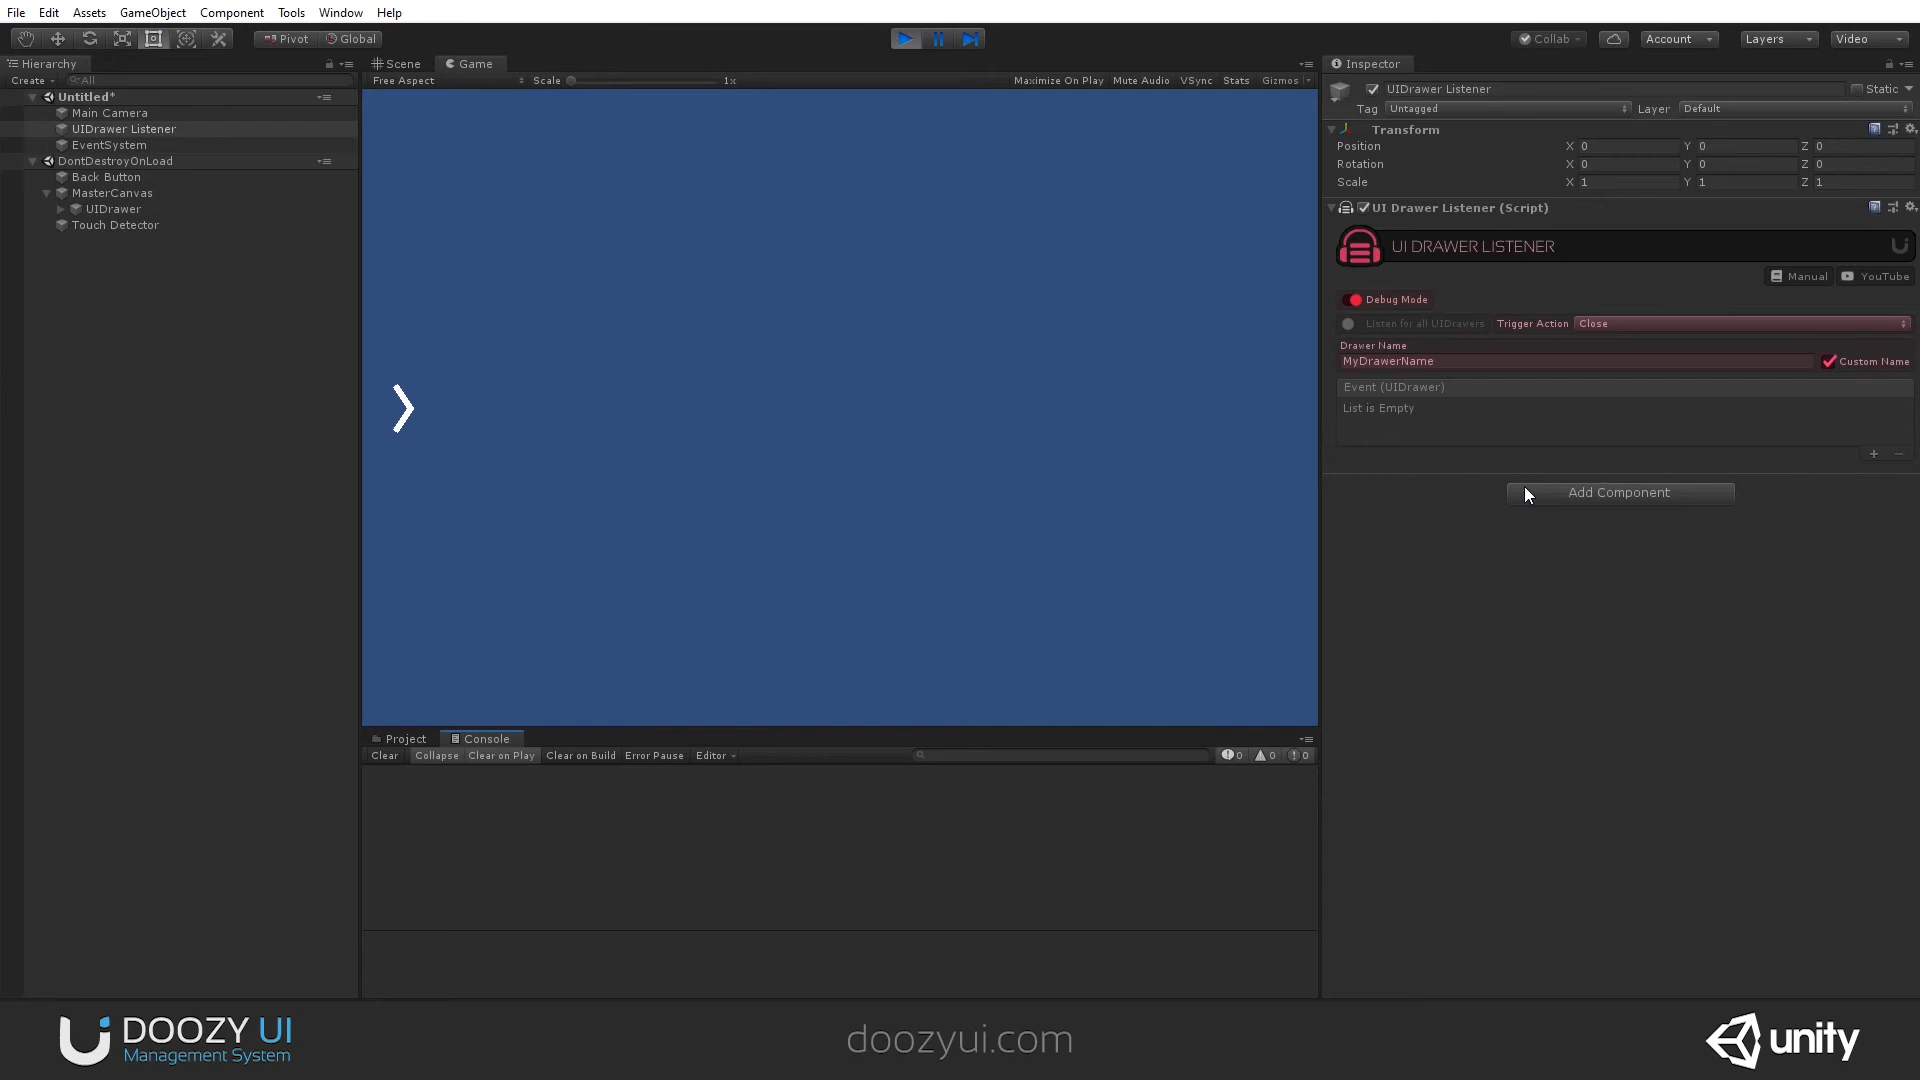 File Edit Assets GameObject Component Tools Window Help
Pivot Global Collab Account Layers Video
Hierarchy
Create All
Untitled*
Main Camera
UIDrawer Listener
EventSystem
DontDestroyOnLoad
Back Button
MasterCanvas
UIDrawer
Touch Detector
Scene Game
Free Aspect Scale 1x Maximize On Play Mute Audio VSync Stats Gizmos
Project Console
Clear Collapse Clear on Play Clear on Build Error Pause Editor 0 0 0
Inspector
UIDrawer Listener Static
Tag Untagged Layer Default
Transform
Position X 0 Y 0 Z 0
Rotation X 0 Y 0 Z 0
Scale X 1 Y 1 Z 1
UI Drawer Listener (Script)
UI DRAWER LISTENER
Manual YouTube
Debug Mode
Listen for all UIDrawers Trigger Action Close
Drawer Name
MyDrawerName Custom Name
Event (UIDrawer)
List is Empty
Add Component
DOOZY UI
Management System
doozyui.com
unity